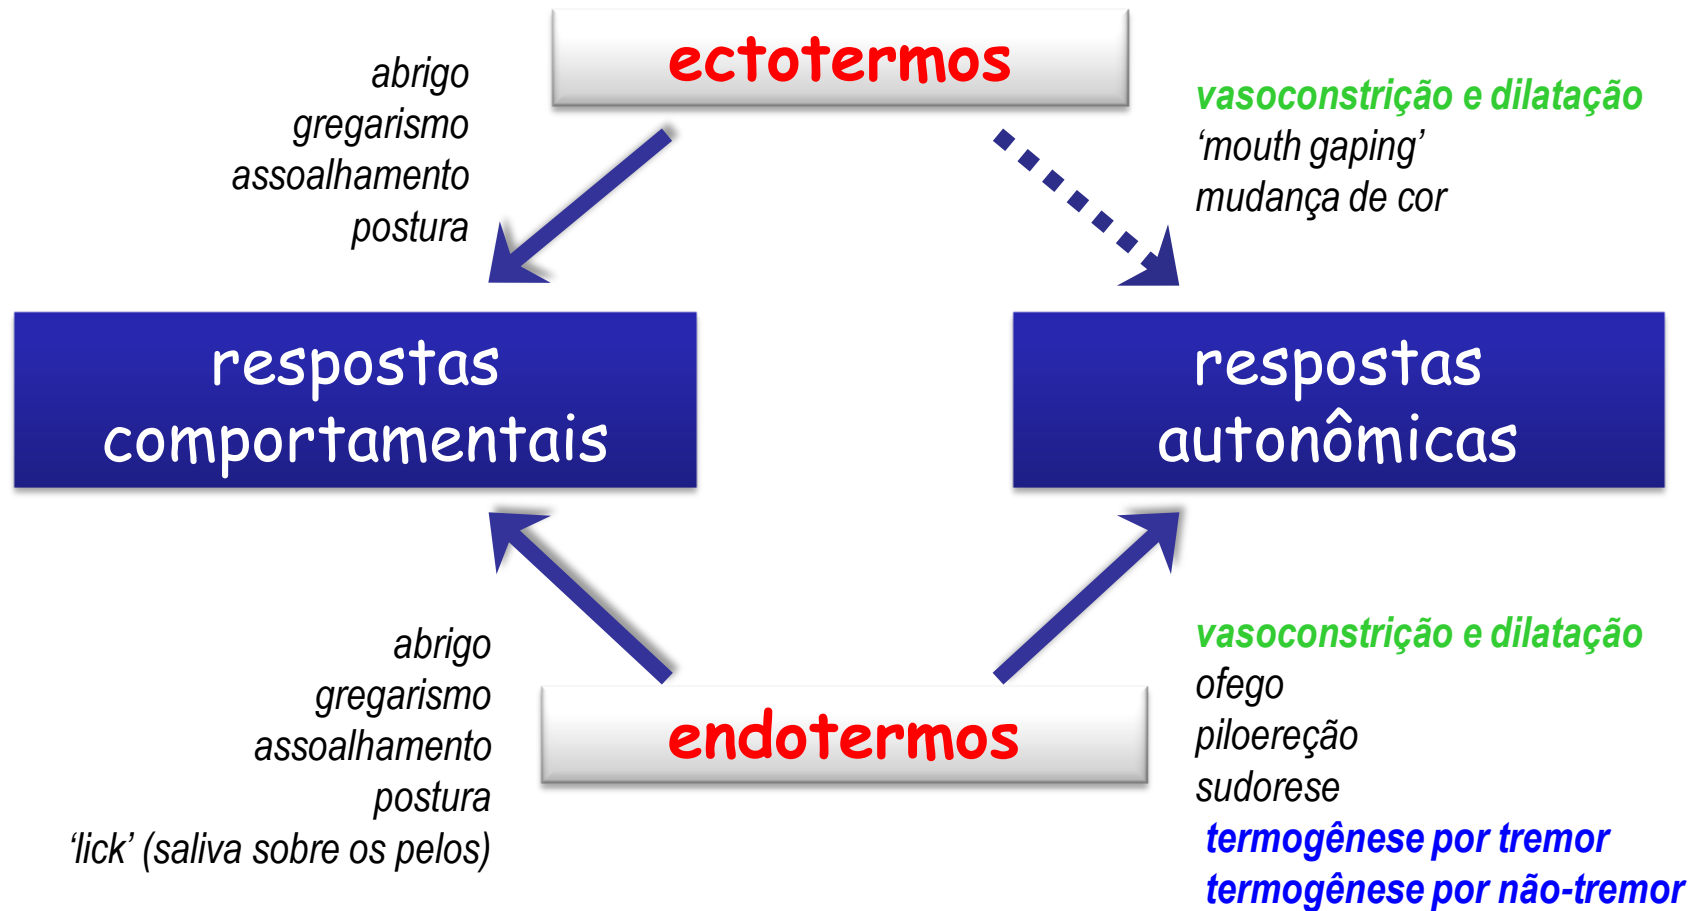 ectotermos
abrigo
gregarismo
assoalhamento
postura
vasoconstrição e dilatação
‘mouth gaping’
mudança de cor
respostas
comportamentais
respostas
autonômicas
abrigo
gregarismo
assoalhamento
postura
‘lick’ (saliva sobre os pelos)
endotermos
vasoconstrição e dilatação
ofego
piloereção
sudorese
termogênese por tremor
termogênese por não-tremor